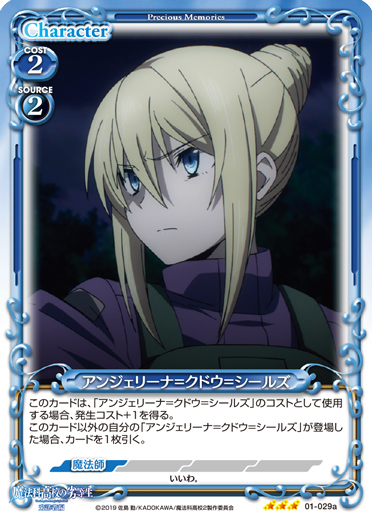 Precious Memories
Character
COST
2
SOURCE
2
アンジェリーナ=クドウ=シールズ
このカードは、「アンジェリーナ=クドウ=シールズ」のコストとして使用
する場合、発生コスト+1を得る。
このカード以外の自分の「アンジェリーナ=クドウ=シールズ」が登場
した場合、カードを1枚引く。
魔法師
いいわ。
魔法科高校の劣等生
01-029a
©2019 佐島 勤/KADOKAWA/魔法科高校2製作委員会